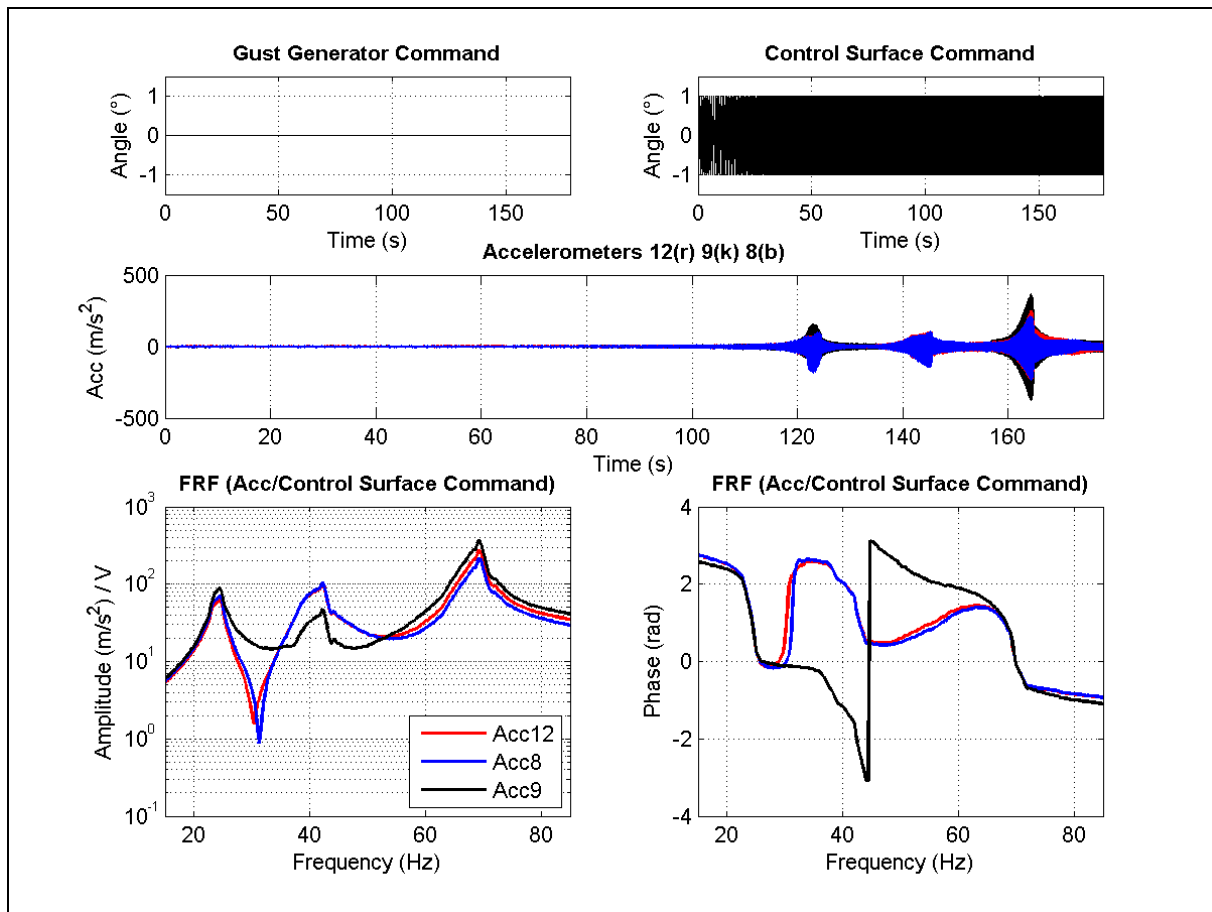 Gust Generator Command
Control Surface Command
Angle (°)
1
0
-1
0 50 100 150
Time (s)
Angle (°)
1
0
-1
0 50 100 150
Time (s)
Accelerometers 12(r) 9(k) 8(b)
Acc (m/s²)
500
0
-500
0 20 40 60 80 100 120 140 160
Time (s)
FRF (Acc/Control Surface Command)
Amplitude (m/s²) / V
10³
10²
10¹
10⁰
10⁻¹
Acc12
Acc8
Acc9
20 40 60 80
Frequency (Hz)
FRF (Acc/Control Surface Command)
Phase (rad)
4
2
0
-2
-4
20 40 60 80
Frequency (Hz)